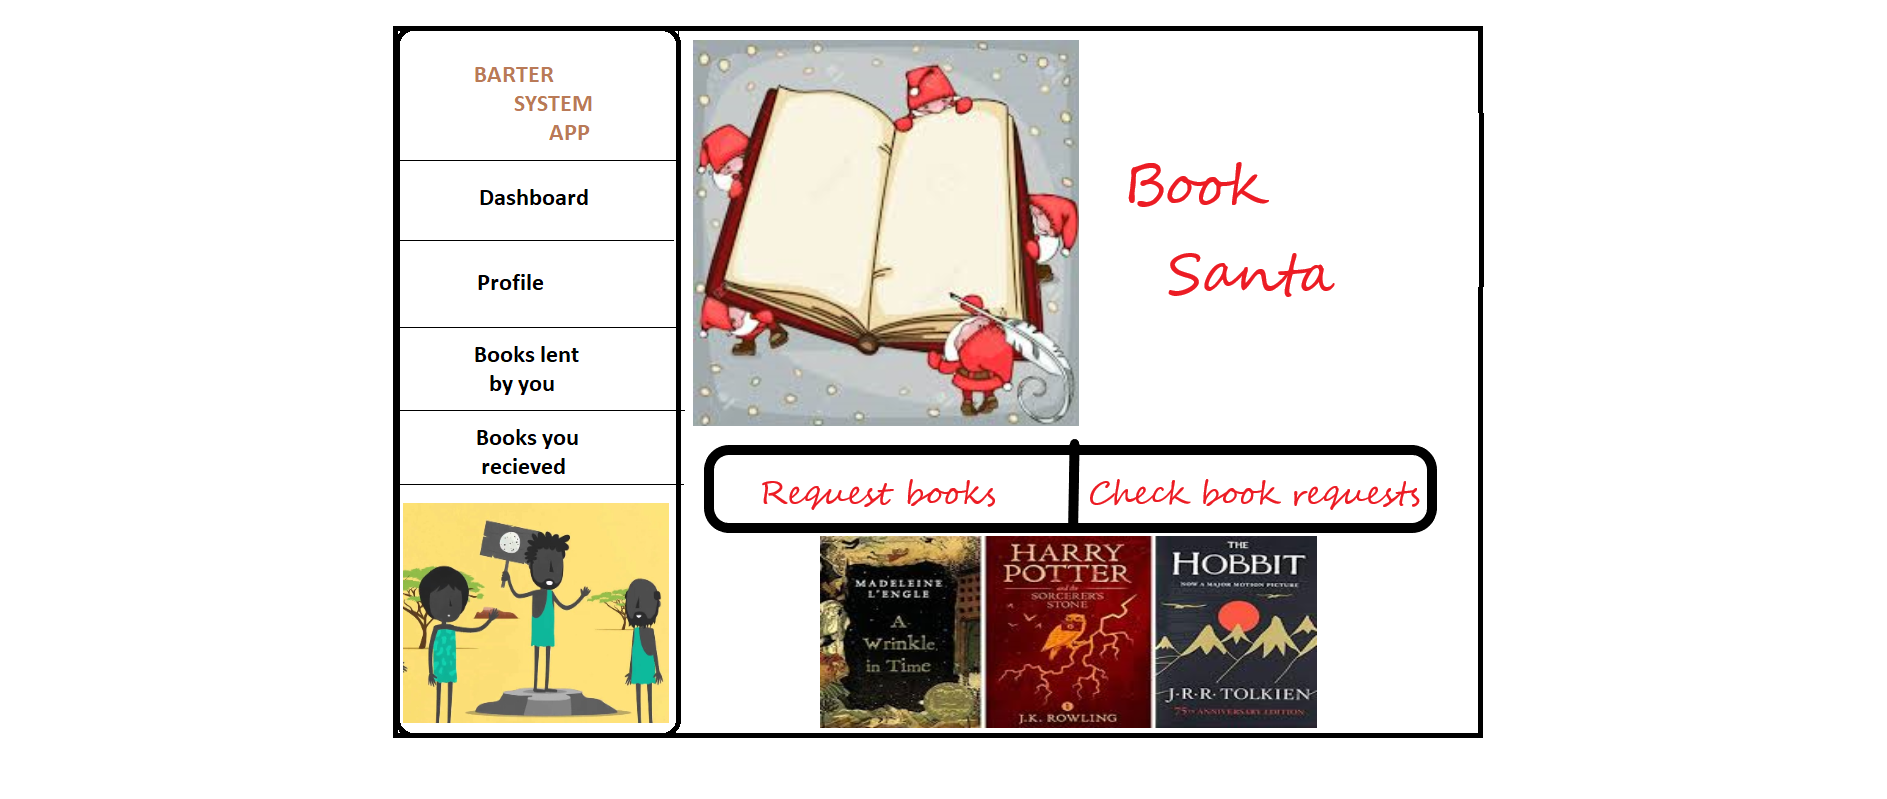 BARTER
SYSTEM
APP
Dashboard
Profile
Books lent
by you
Books you
recieved
Book
Santa
Request books
Check book requests
MADELEINE
L'ENGLE
A
Wrinkle
in Time
HARRY
POTTER
and the
SORCERER'S
STONE
J.K. ROWLING
THE
HOBBIT
NOW A MAJOR MOTION PICTURE
J·R·R· TOLKIEN
75TH ANNIVERSARY EDITION